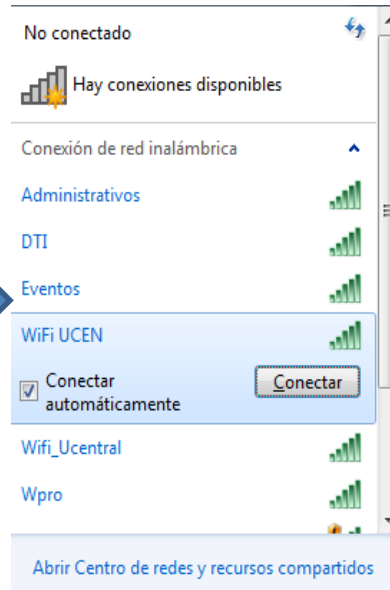 No conectado
Hay conexiones disponibles
Conexión de red inalámbrica
Administrativos
DTI
Eventos
WiFi UCEN
Conectar
automáticamente
Conectar
Wifi_Ucentral
Wpro
Abrir Centro de redes y recursos compartidos